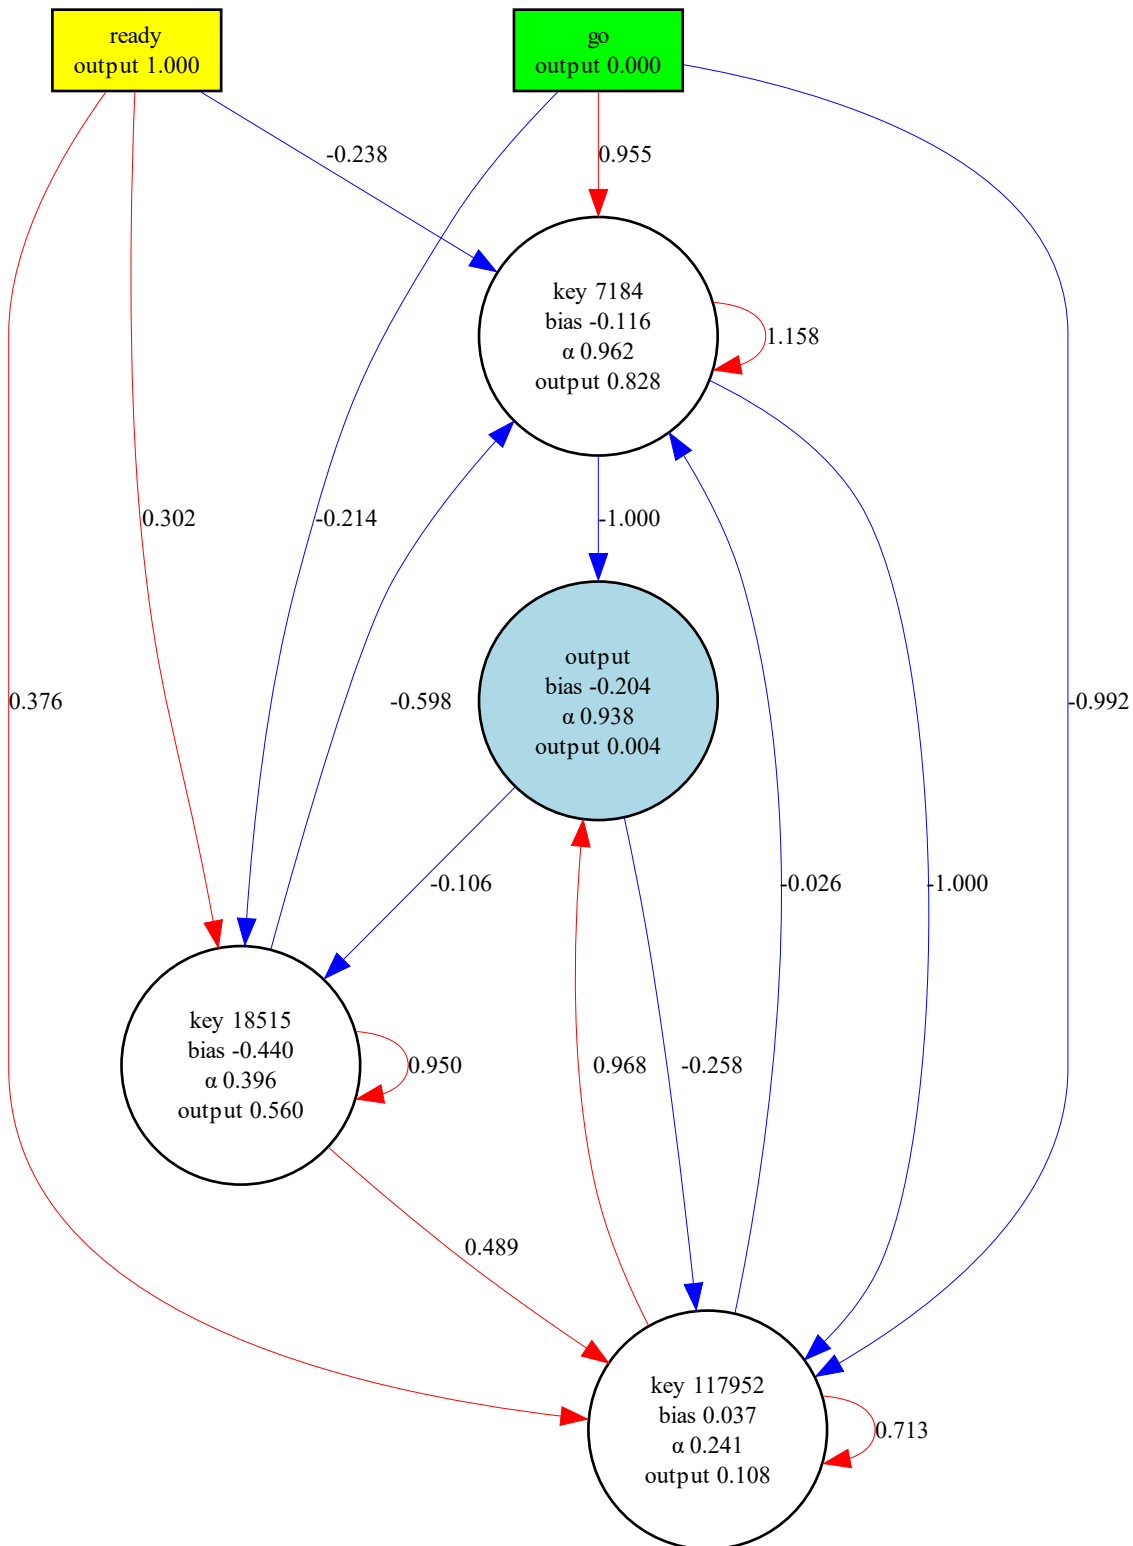 ready
output 1.000
go
output 0.000
-0.238
0.955
key 7184
bias -0.116
α 0.962
output 0.828
1.158
0.302
-0.214
-1.000
output
bias -0.204
α 0.938
output 0.004
0.376
-0.598
-0.992
-0.106
-0.026
-1.000
key 18515
bias -0.440
α 0.396
output 0.560
0.950
0.968
-0.258
0.489
key 117952
bias 0.037
α 0.241
output 0.108
0.713